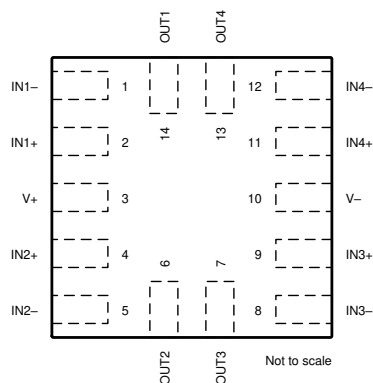 OUT1
OUT4
IN1–
1
14
13
12
IN4–
IN1+
2
11
IN4+
V+
3
10
V–
IN2+
4
6
7
9
IN3+
IN2–
5
8
IN3–
OUT2
OUT3
Not to scale